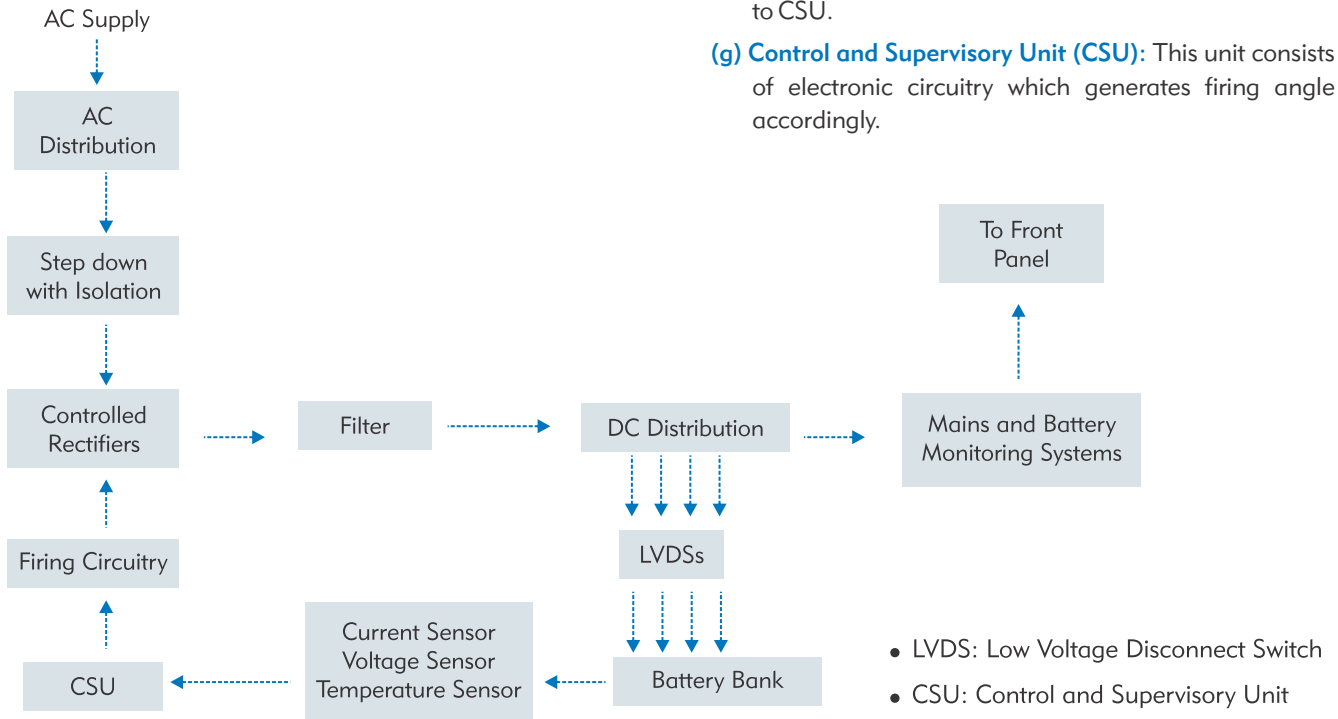 to CSU.
(g) Control and Supervisory Unit (CSU): This unit consists
of electronic circuitry which generates firing angle
accordingly.
AC Supply
AC
Distribution
Step down
with Isolation
Controlled
Rectifiers
Filter
DC Distribution
To Front
Panel
Mains and Battery
Monitoring Systems
LVDSs
Firing Circuitry
Current Sensor
Voltage Sensor
Temperature Sensor
CSU
Battery Bank
• LVDS: Low Voltage Disconnect Switch
• CSU: Control and Supervisory Unit